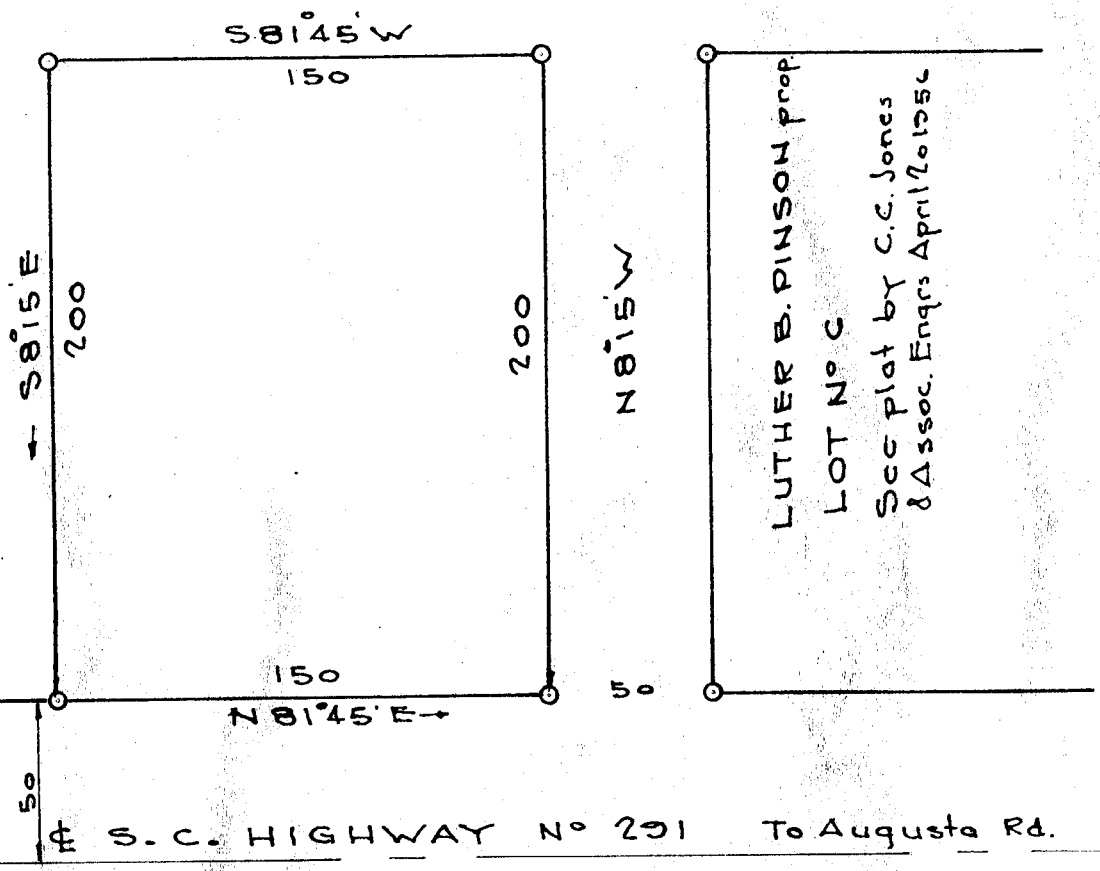 S 81°45' W
150
← S 8°15' E
200
200
N 8°15' W
LUTHER B. PINSON prop.
LOT Nº C
See plat by C.C. Jones
& Assoc. Engrs April 20 1956
150
N 81°45' E →
50
50
℄ S. C. HIGHWAY Nº 291 To Augusta Rd.